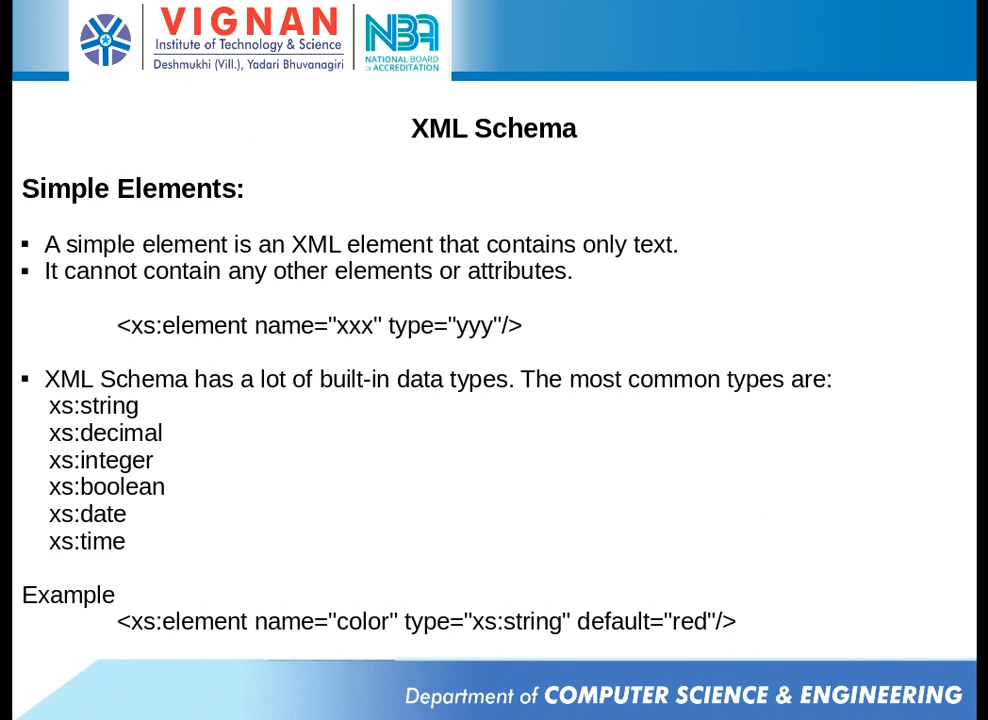 VIGNAN
Institute of Technology & Science
Deshmukhi (Vill.), Yadari Bhuvanagiri
NBA
NATIONAL BOARD
OF ACCREDITATION
XML Schema
Simple Elements:
▪ A simple element is an XML element that contains only text.
▪ It cannot contain any other elements or attributes.
<xs:element name="xxx" type="yyy"/>
▪ XML Schema has a lot of built-in data types. The most common types are:
xs:string
xs:decimal
xs:integer
xs:boolean
xs:date
xs:time
Example
<xs:element name="color" type="xs:string" default="red"/>
Department of COMPUTER SCIENCE & ENGINEERING